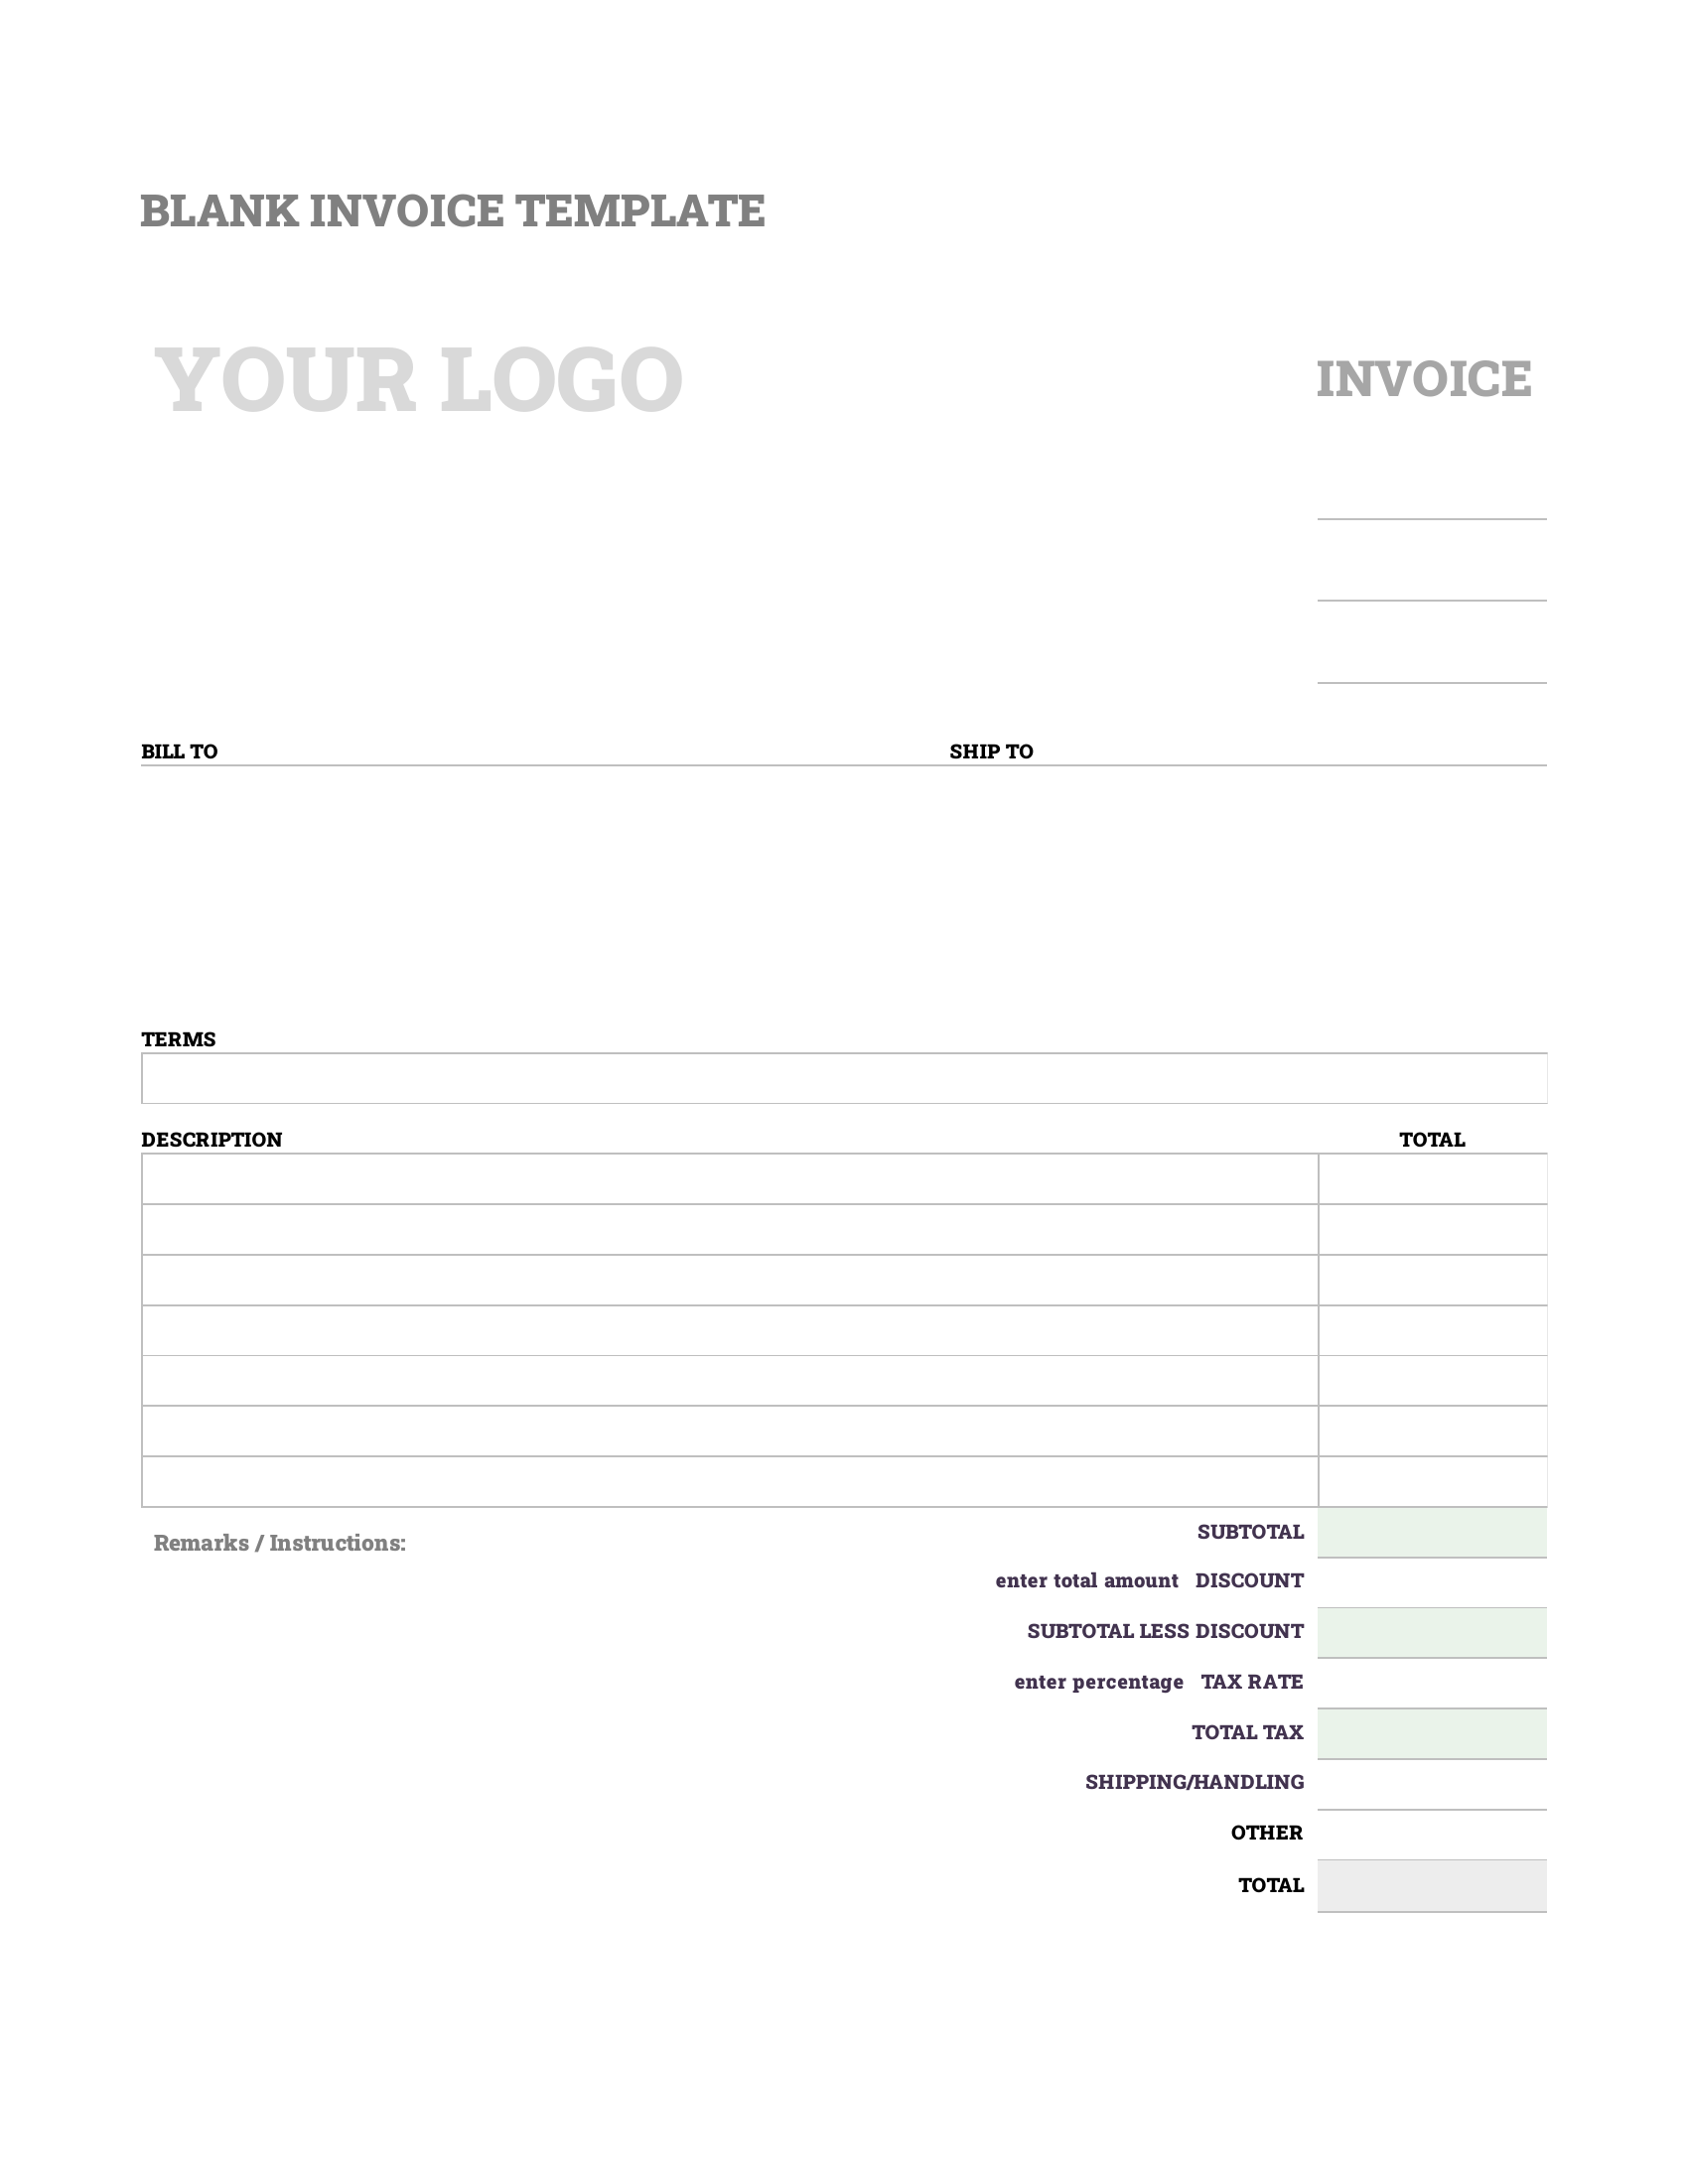 BLANK INVOICE TEMPLATE
YOUR LOGO
INVOICE
BILL TO
SHIP TO
TERMS
DESCRIPTION
TOTAL
Remarks / Instructions:
SUBTOTAL
enter total amount DISCOUNT
SUBTOTAL LESS DISCOUNT
enter percentage TAX RATE
TOTAL TAX
SHIPPING/HANDLING
OTHER
TOTAL